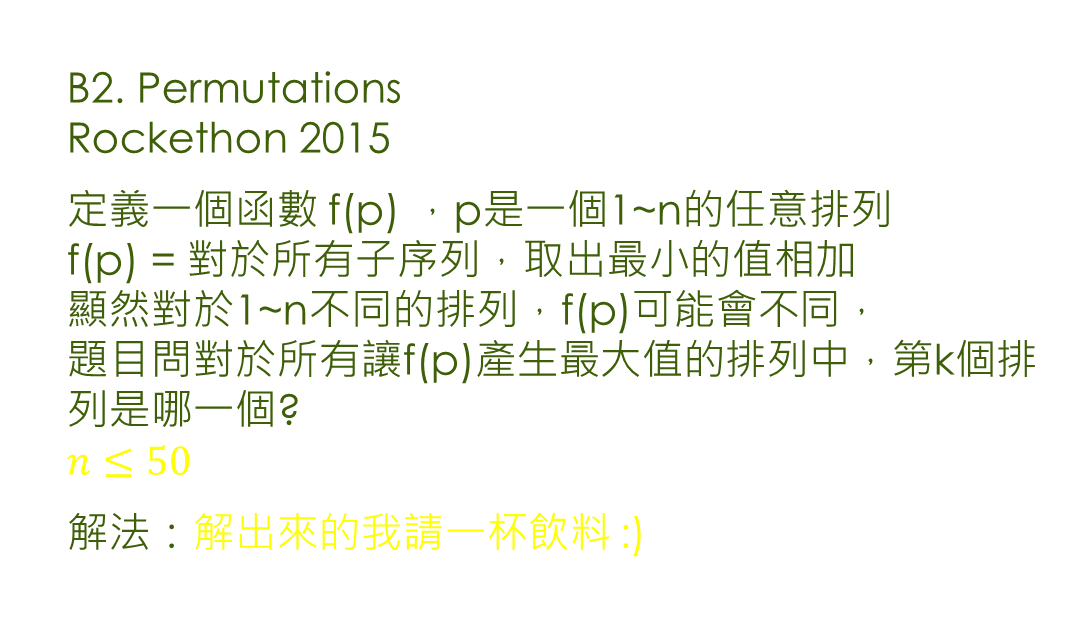 B2. Permutations
Rockethon 2015
定義一個函數 f(p) ，p是一個1~n的任意排列
f(p) = 對於所有子序列，取出最小的值相加
顯然對於1~n不同的排列，f(p)可能會不同，
題目問對於所有讓f(p)產生最大值的排列中，第k個排
列是哪一個?
n ≤ 50
解法：解出來的我請一杯飲料 :)